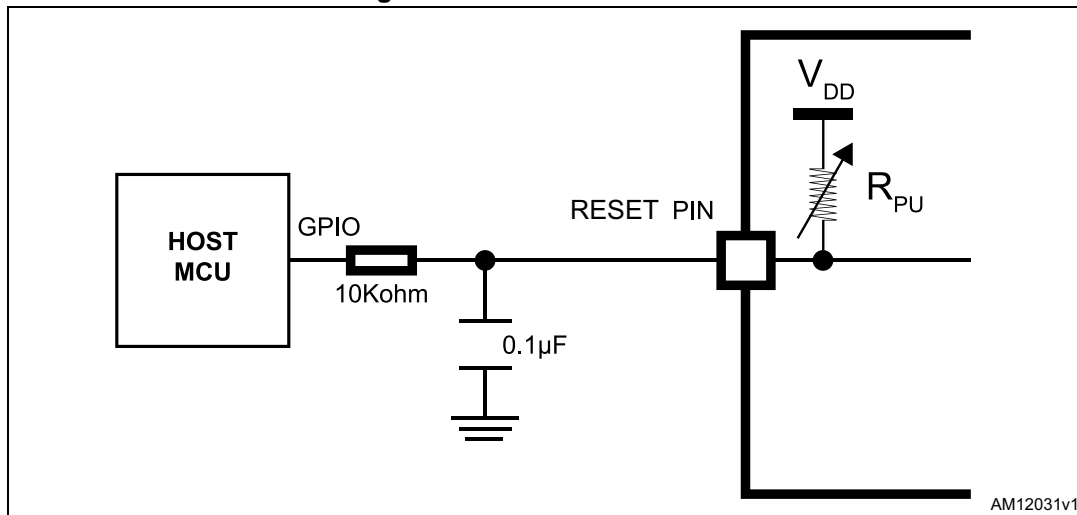 V DD
R PU
RESET PIN
GPIO
HOST
MCU
10Kohm
0.1µF
AM12031v1